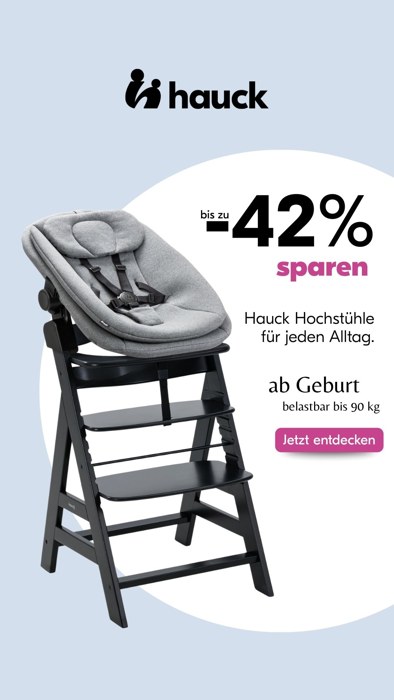 hauck
bis zu
-42%
sparen
Hauck Hochstühle
für jeden Alltag.
ab Geburt
belastbar bis 90 kg
Jetzt entdecken